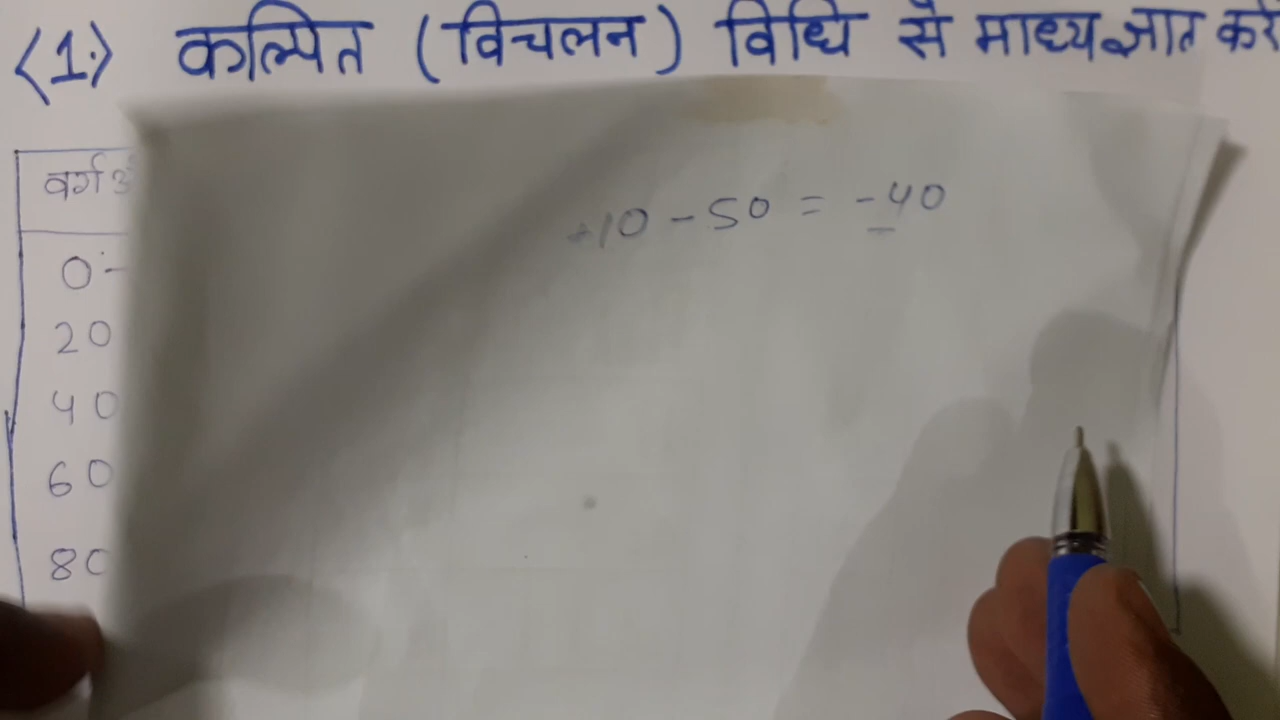 <1.> कल्पित (विचलन) विधि से माध्य ज्ञात करें
वर्ग
+10 - 50 = -40
0 -
20
40
60
80